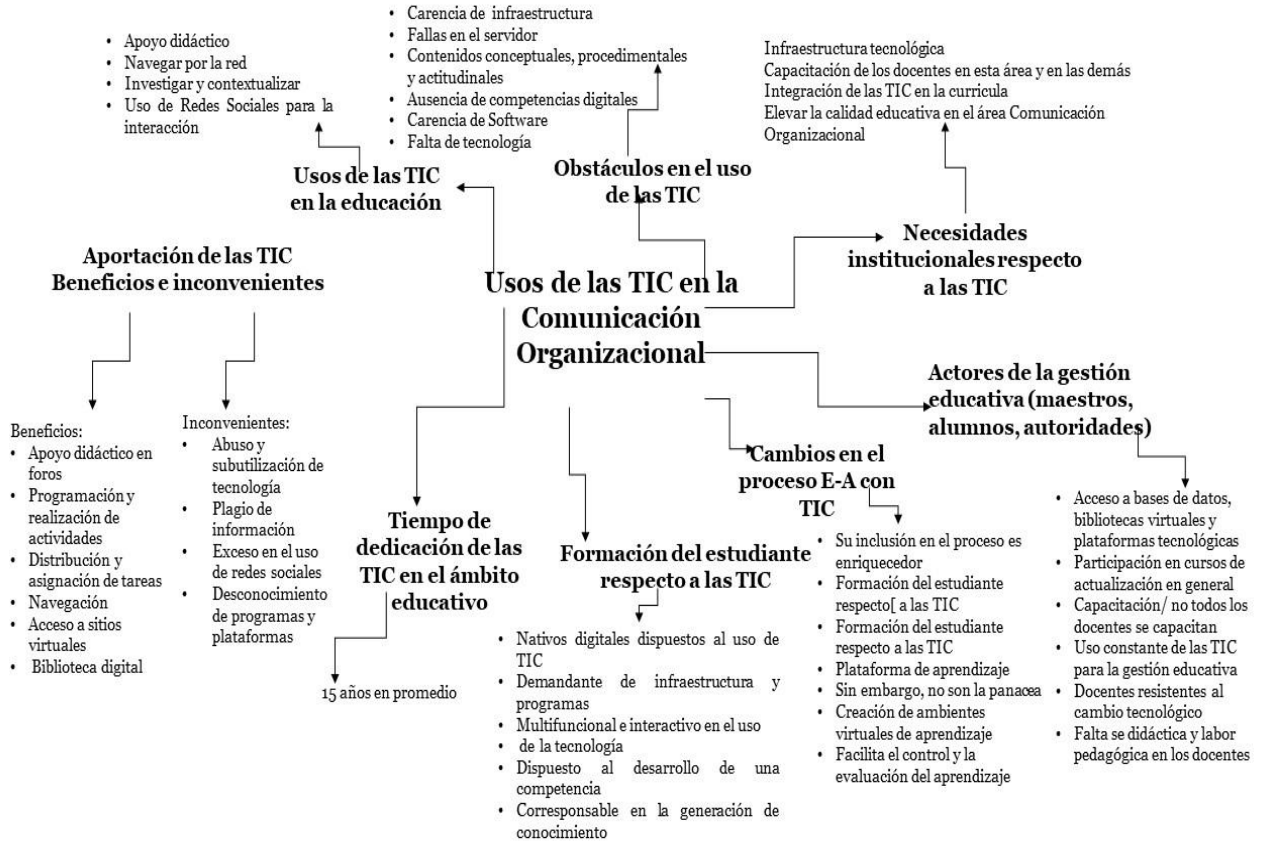 • Apoyo didáctico
• Navegar por la red
• Investigar y contextualizar
• Uso de Redes Sociales para la
interacción
• Carencia de infraestructura
• Fallas en el servidor
• Contenidos conceptuales, procedimentales
y actitudinales
• Ausencia de competencias digitales
• Carencia de Software
• Falta de tecnología
Infraestructura tecnológica
Capacitación de los docentes en esta área y en las demás
Integración de las TIC en la curricula
Elevar la calidad educativa en el área Comunicación
Organizacional
Usos de las TIC
en la educación
Obstáculos en el uso
de las TIC
Necesidades
institucionales respecto
a las TIC
Aportación de las TIC
Beneficios e inconvenientes
Usos de las TIC en la
Comunicación
Organizacional
Actores de la gestión
educativa (maestros,
alumnos, autoridades)
Beneficios:
• Apoyo didáctico en
foros
• Programación y
realización de
actividades
• Distribución y
asignación de tareas
• Navegación
• Acceso a sitios
virtuales
• Biblioteca digital
Inconvenientes:
• Abuso y
subutilización de
tecnología
• Plagio de
información
• Exceso en el uso
de redes sociales
• Desconocimiento
de programas y
plataformas
Tiempo de
dedicación de las
TIC en el ámbito
educativo
15 años en promedio
Formación del estudiante
respecto a las TIC
• Nativos digitales dispuestos al uso de
TIC
• Demandante de infraestructura y
programas
• Multifuncional e interactivo en el uso
• de la tecnología
• Dispuesto al desarrollo de una
competencia
• Corresponsable en la generación de
conocimiento
Cambios en el
proceso E-A con
TIC
• Su inclusión en el proceso es
enriquecedor
• Formación del estudiante
respecto[ a las TIC
• Formación del estudiante
respecto a las TIC
• Plataforma de aprendizaje
• Sin embargo, no son la panacea
• Creación de ambientes
virtuales de aprendizaje
• Facilita el control y la
evaluación del aprendizaje
• Acceso a bases de datos,
bibliotecas virtuales y
plataformas tecnológicas
• Participación en cursos de
actualización en general
• Capacitación/ no todos los
docentes se capacitan
• Uso constante de las TIC
para la gestión educativa
• Docentes resistentes al
cambio tecnológico
• Falta se didáctica y labor
pedagógica en los docentes